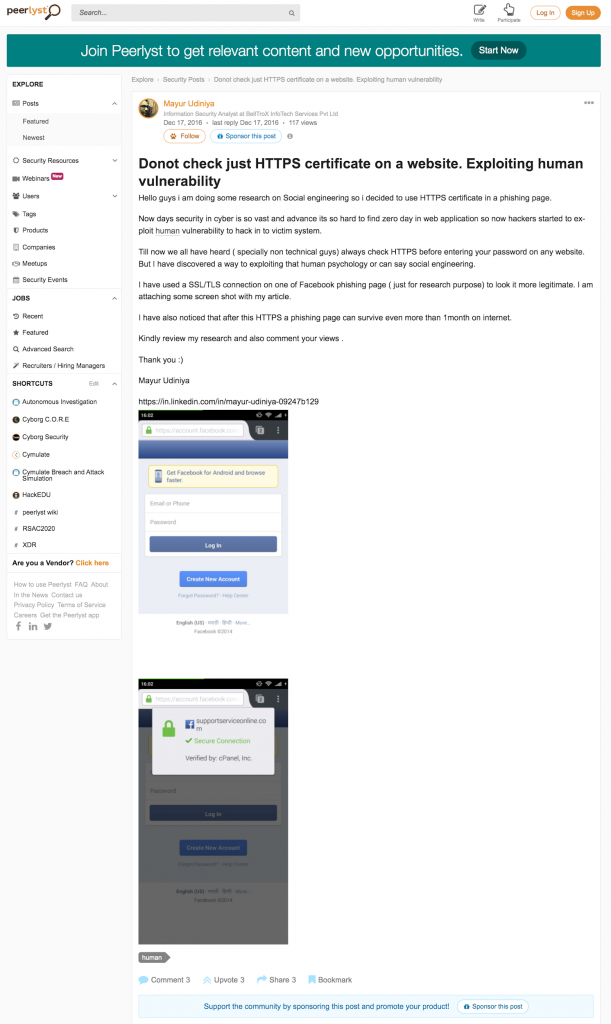 peerlyst
Search...
Write
Participate
Log In
Sign Up
Join Peerlyst to get relevant content and new opportunities. Start Now
EXPLORE
Posts
Featured
Newest
Security Resources
Webinars New
Users
Tags
Products
Companies
Meetups
Security Events
JOBS
Recent
Featured
Advanced Search
Recruiters / Hiring Managers
SHORTCUTS Edit
Autonomous Investigation
Cyborg C.O.R.E
Cyborg Security
Cymulate
Cymulate Breach and Attack
Simulation
HackEDU
# peerlyst wiki
# RSAC2020
# XDR
Are you a Vendor? Click here
How to use Peerlyst FAQ About
In the News Contact us
Privacy Policy Terms of Service
Careers Get the Peerlyst app
Explore › Security Posts › Donot check just HTTPS certificate on a website. Exploiting human vulnerability
Mayur Udiniya
Information Security Analyst at BellTroX InfoTech Services Pvt Ltd
Dec 17, 2016 • last reply Dec 17, 2016 • 117 views
Follow
Sponsor this post
Donot check just HTTPS certificate on a website. Exploiting human
vulnerability
Hello guys i am doing some research on Social engineering so i decided to use HTTPS certificate in a phishing page.
Now days security in cyber is so vast and advance its so hard to find zero day in web application so now hackers started to ex-
ploit human vulnerability to hack in to victim system.
Till now we all have heard ( specially non technical guys) always check HTTPS before entering your password on any website.
But I have discovered a way to exploiting that human psychology or can say social engineering.
I have used a SSL/TLS connection on one of Facebook phishing page ( just for research purpose) to look it more legitimate. I am
attaching some screen shot with my article.
I have also noticed that after this HTTPS a phishing page can survive even more than 1month on internet.
Kindly review my research and also comment your views .
Thank you :)
Mayur Udiniya
https://in.linkedin.com/in/mayur-udiniya-09247b129
16:02
https://account.facebook.com
Get Facebook for Android and browse
faster.
Email or Phone
Password
Log In
Create New Account
Forgot Password? · Help Center
English (US) · मराठी · हिन्दी · More...
Facebook ©2014
16:02
https://account.facebook.com
supportserviceonline.co
m
Secure Connection
Verified by: cPanel, Inc.
Password
Log In
Create New Account
Forgot Password? · Help Center
English (US) · मराठी · हिन्दी · More...
Facebook ©2014
human
Comment 3
Upvote 3
Share 3
Bookmark
Support the community by sponsoring this post and promote your product! Sponsor this post